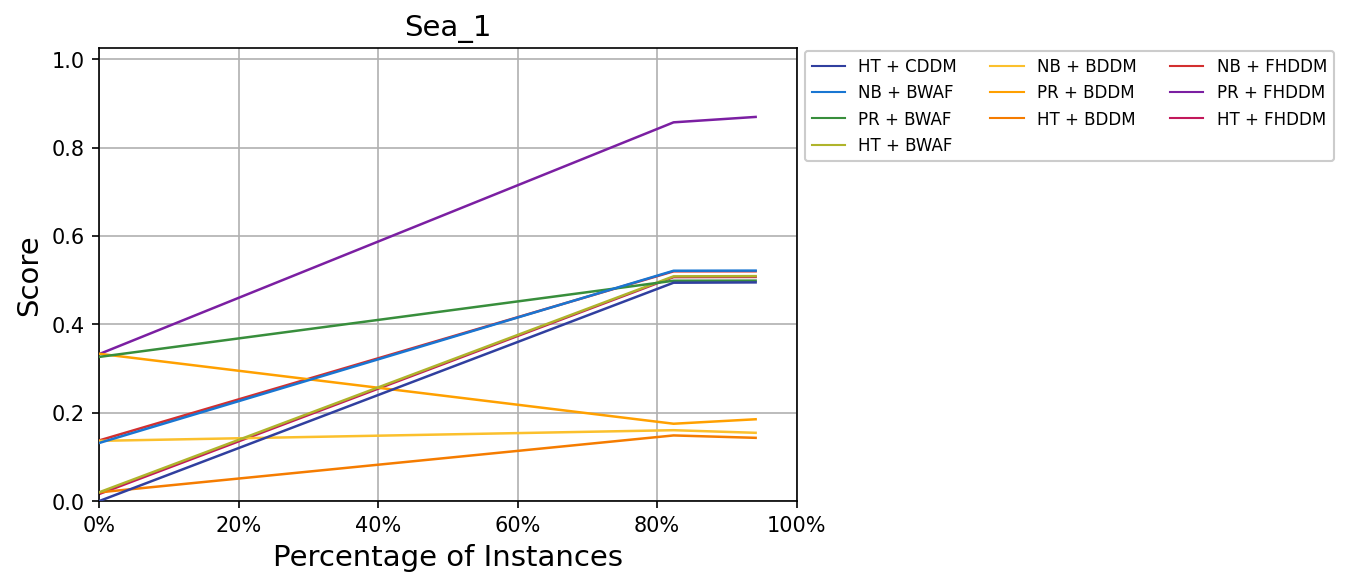 Sea_1
1.0
0.8
0.6
0.4
0.2
0.0
Score
0%
20%
40%
60%
80%
100%
Percentage of Instances
HT + CDDM
NB + BWAF
PR + BWAF
HT + BWAF
NB + BDDM
PR + BDDM
HT + BDDM
NB + FHDDM
PR + FHDDM
HT + FHDDM